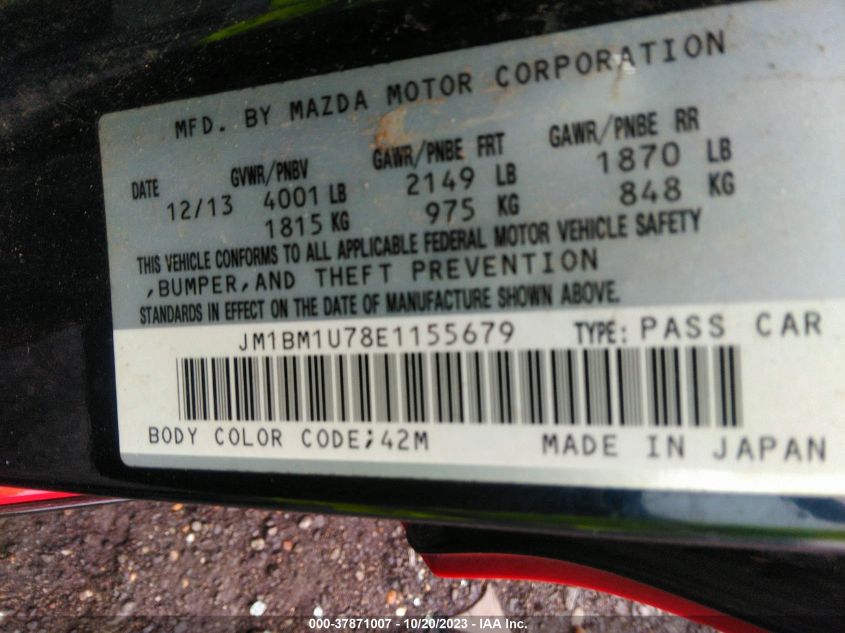 MFD. BY MAZDA MOTOR CORPORATION
DATE GVWR/PNBV GAWR/PNBE FRT GAWR/PNBE RR
12/13 4001 LB 2149 LB 1870 LB
1815 KG 975 KG 848 KG
THIS VEHICLE CONFORMS TO ALL APPLICABLE FEDERAL MOTOR VEHICLE SAFETY
,BUMPER,AND THEFT PREVENTION
STANDARDS IN EFFECT ON THE DATE OF MANUFACTURE SHOWN ABOVE.
JM1BM1U78E1155679 TYPE: PASS CAR
BODY COLOR CODE;42M MADE IN JAPAN
000-37871007 - 10/20/2023 - IAA Inc.